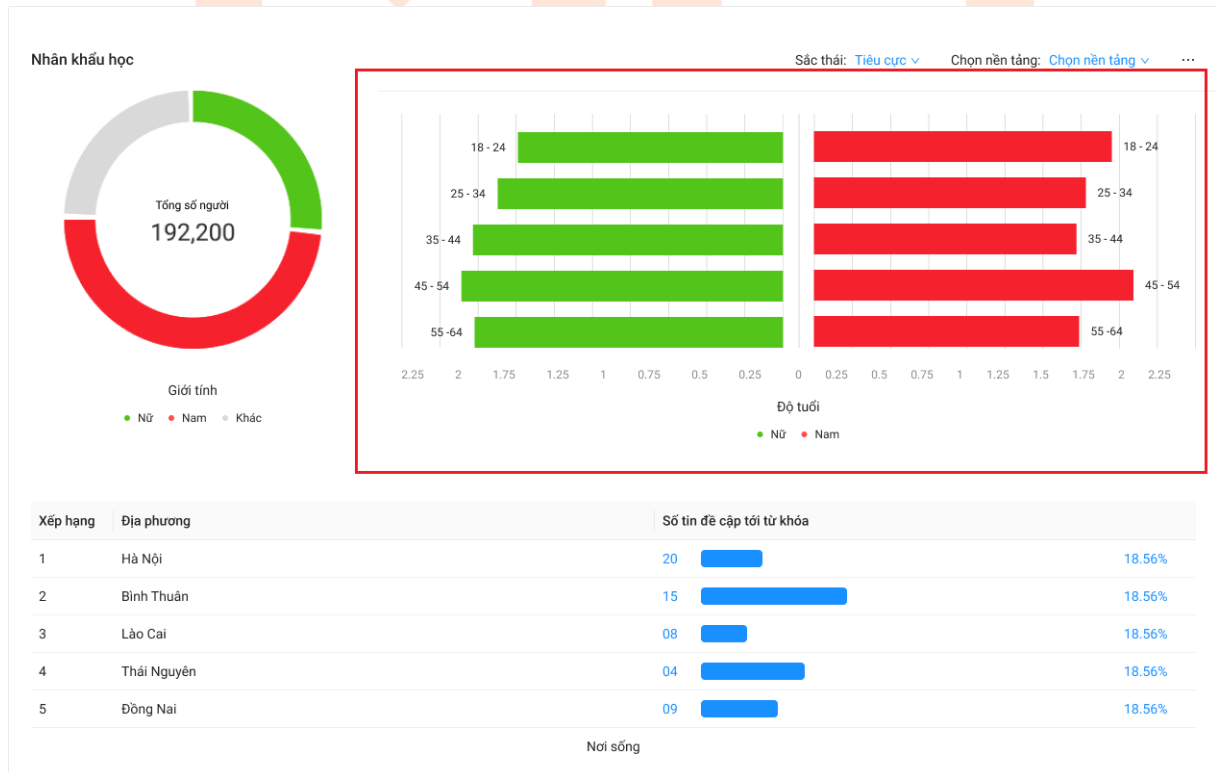 Nhân khẩu học
Sắc thái: Tiêu cực Chọn nền tảng: Chọn nền tảng ...
Tổng số người
192,200
Giới tính
Nữ Nam Khác
18 - 24 18 - 24
25 - 34 25 - 34
35 - 44 35 - 44
45 - 54 45 - 54
55 -64 55 -64
2.25 2 1.75 1.25 1 0.75 0.5 0.25 0 0.25 0.5 0.75 1 1.25 1.5 1.75 2 2.25
Độ tuổi
Nữ Nam
Xếp hạng Địa phương Số tin đề cập tới từ khóa
1 Hà Nội 20 18.56%
2 Bình Thuân 15 18.56%
3 Lào Cai 08 18.56%
4 Thái Nguyên 04 18.56%
5 Đồng Nai 09 18.56%
Nơi sống